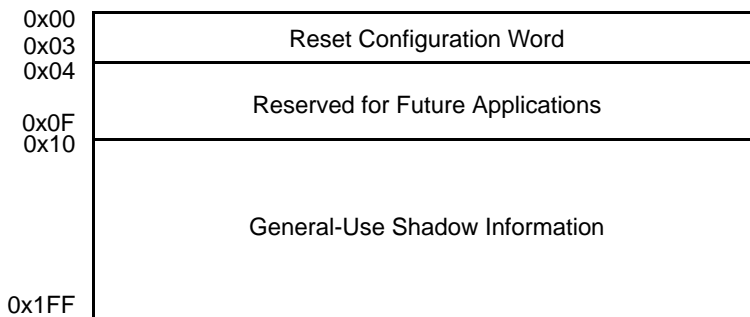 0x00
Reset Configuration Word
0x03
0x04
Reserved for Future Applications
0x0F
0x10
General-Use Shadow Information
0x1FF